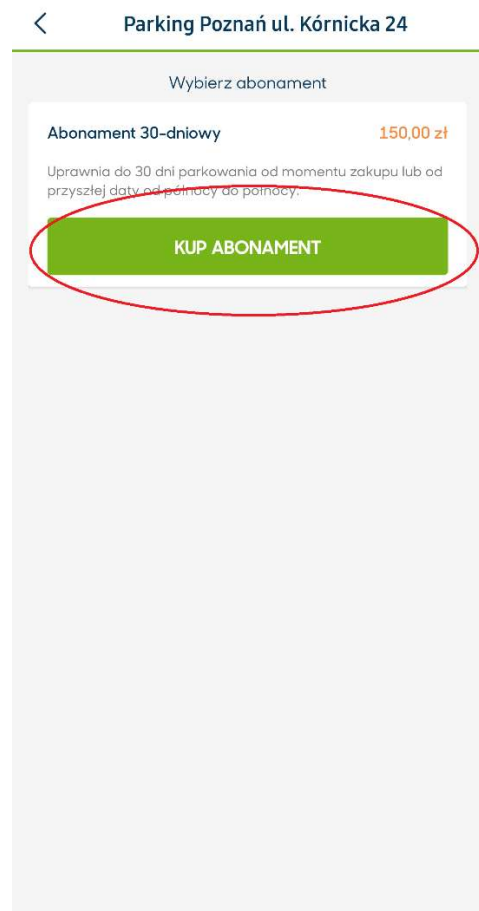 Parking Poznań ul. Kórnicka 24
Wybierz abonament
Abonament 30-dniowy 150,00 zł
Uprawnia do 30 dni parkowania od momentu zakupu lub od
przyszłej daty od północy do północy.
KUP ABONAMENT